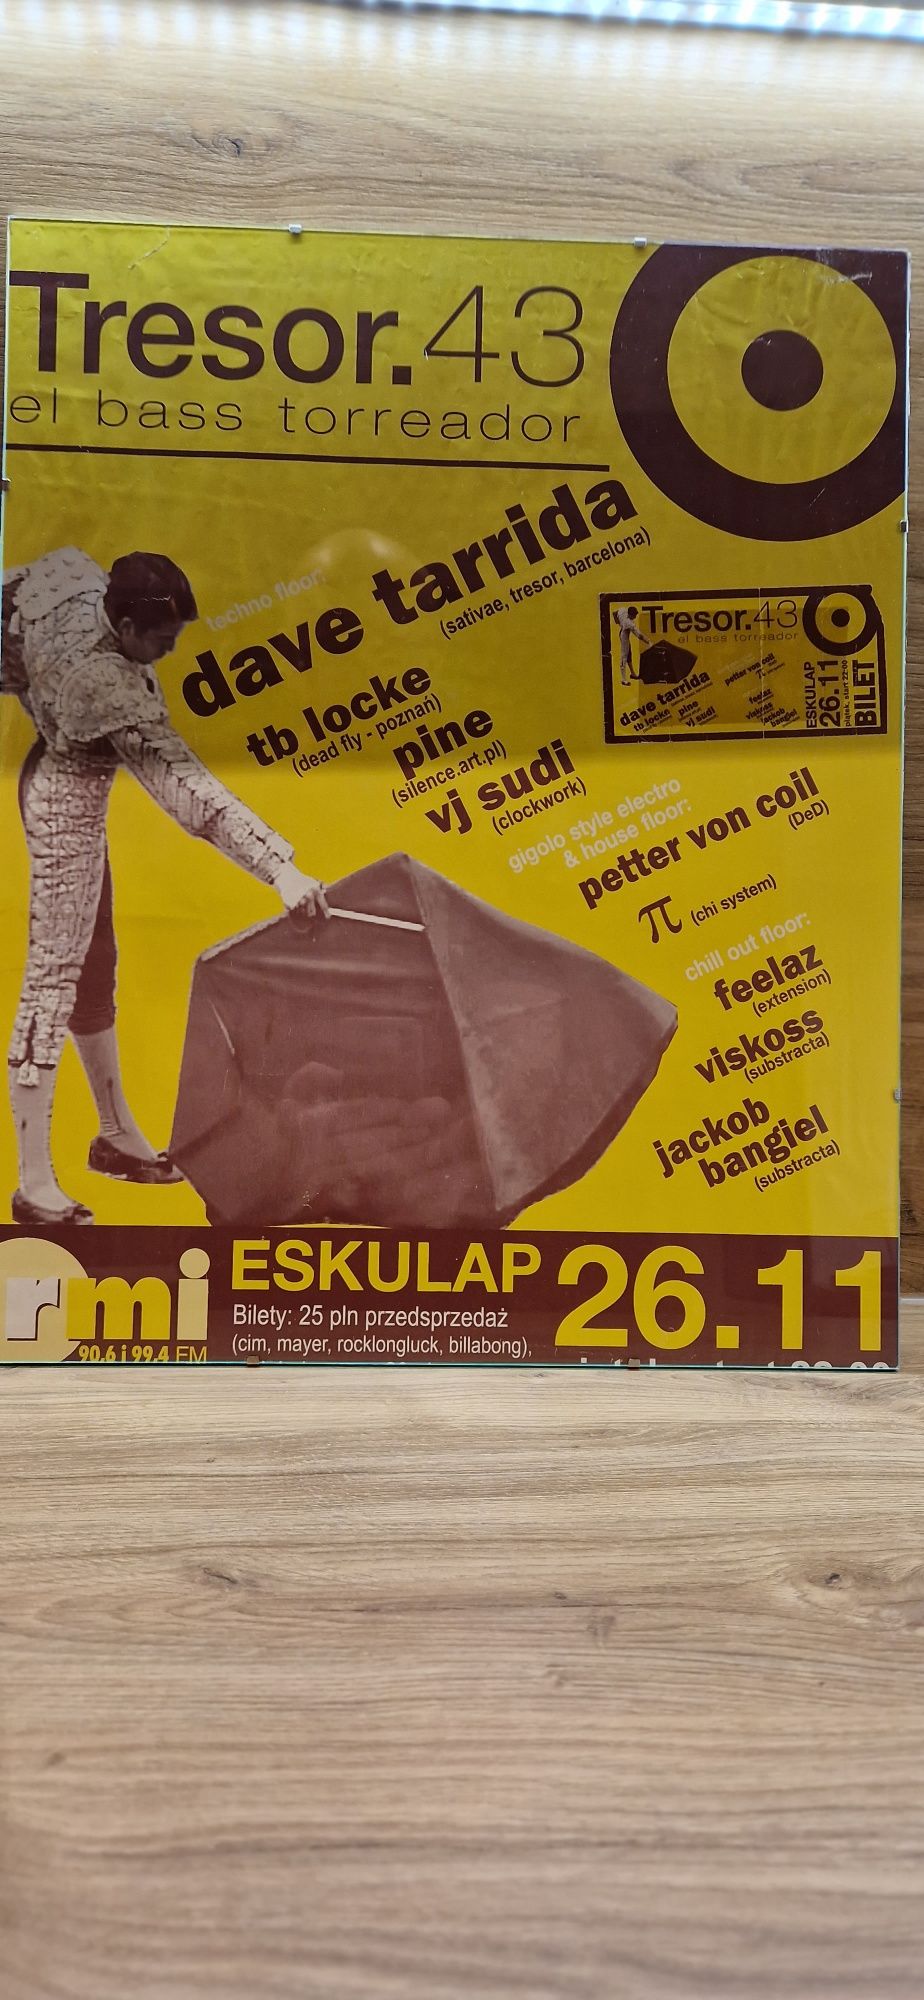 Tresor.43
el bass torreador
techno floor:
dave tarrida
(sativae, tresor, barcelona)
tb locke
(dead fly - poznań)
pine
(silence.art.pl)
vj sudi
(clockwork)
Tresor.43
el bass torreador
dave tarrida
tb locke
pine
vj sudi
petter von coil
π
feelaz
viskoss
jackob
bangiel
ESKULAP
26.11
piątek, start 22:00
BILET
gigolo style electro
& house floor:
petter von coil
(DeD)
π (chi system)
chill out floor:
feelaz
(extension)
viskoss
(substracta)
jackob
bangiel
(substracta)
rmi
90.6 i 99.4 FM
ESKULAP
Bilety: 25 pln przedsprzedaż
(cim, mayer, rocklongluck, billabong),
26.11